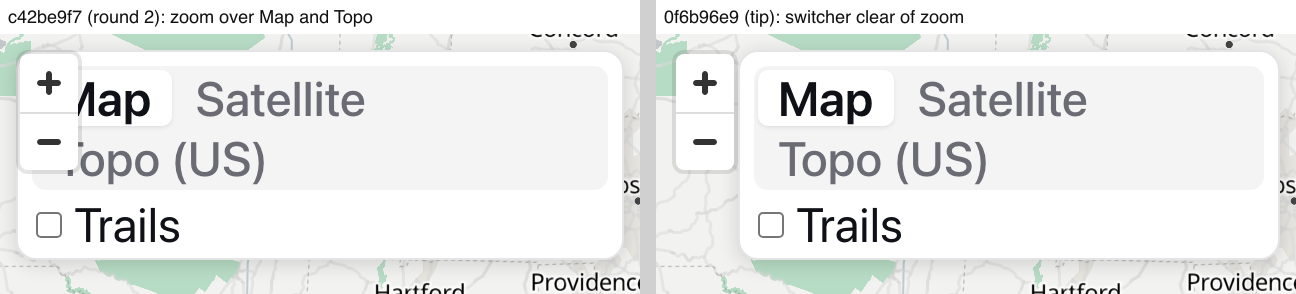 c42be9f7 (round 2): zoom over Map and Topo
+
Map Satellite
−
Topo (US)
Trails
Hartford
Providence
0f6b96e9 (tip): switcher clear of zoom
Concord
+
Map Satellite
−
Topo (US)
Trails
Hartford
Providence